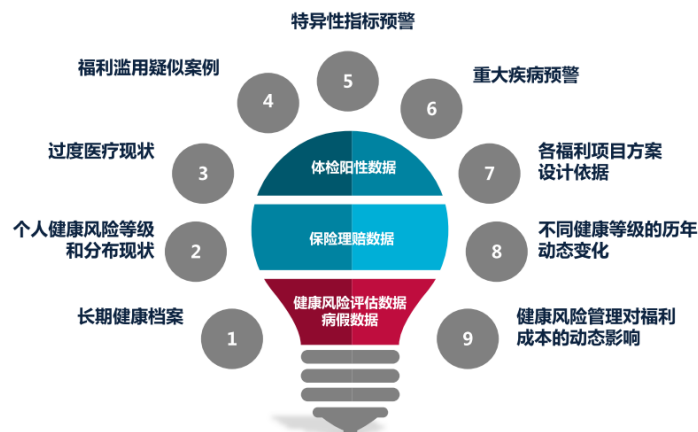 特异性指标预警
5
福利滥用疑似案例
4
重大疾病预警
6
过度医疗现状
3
各福利项目方案
设计依据
7
个人健康风险等级
和分布现状
2
不同健康等级的历年
动态变化
8
长期健康档案
1
健康风险管理对福利
成本的动态影响
9
体检阳性数据
保险理赔数据
健康风险评估数据
病假数据